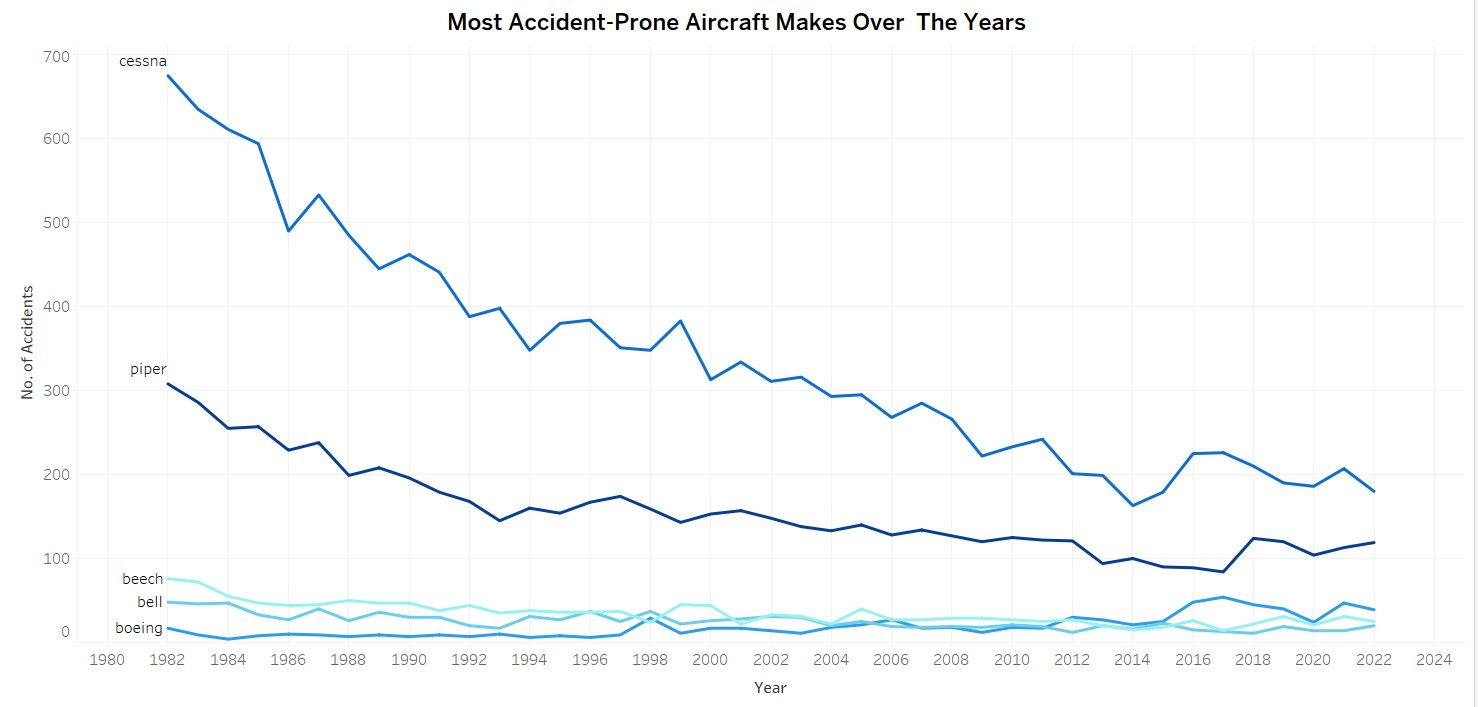 Most Accident-Prone Aircraft Makes Over  The Years
700
cessna
600
500
400
No. of Accidents
piper
300
200
100
beech
bell
boeing
0
1980 1982 1984 1986 1988 1990 1992 1994 1996 1998 2000 2002 2004 2006 2008 2010 2012 2014 2016 2018 2020 2022 2024
Year